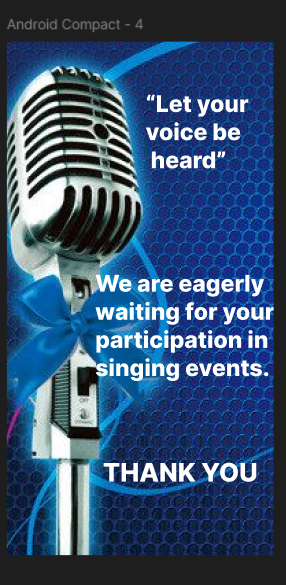 Android Compact - 4
“Let your
voice be
heard”
We are eagerly
waiting for your
participation in
singing events.
OFF
THANK YOU